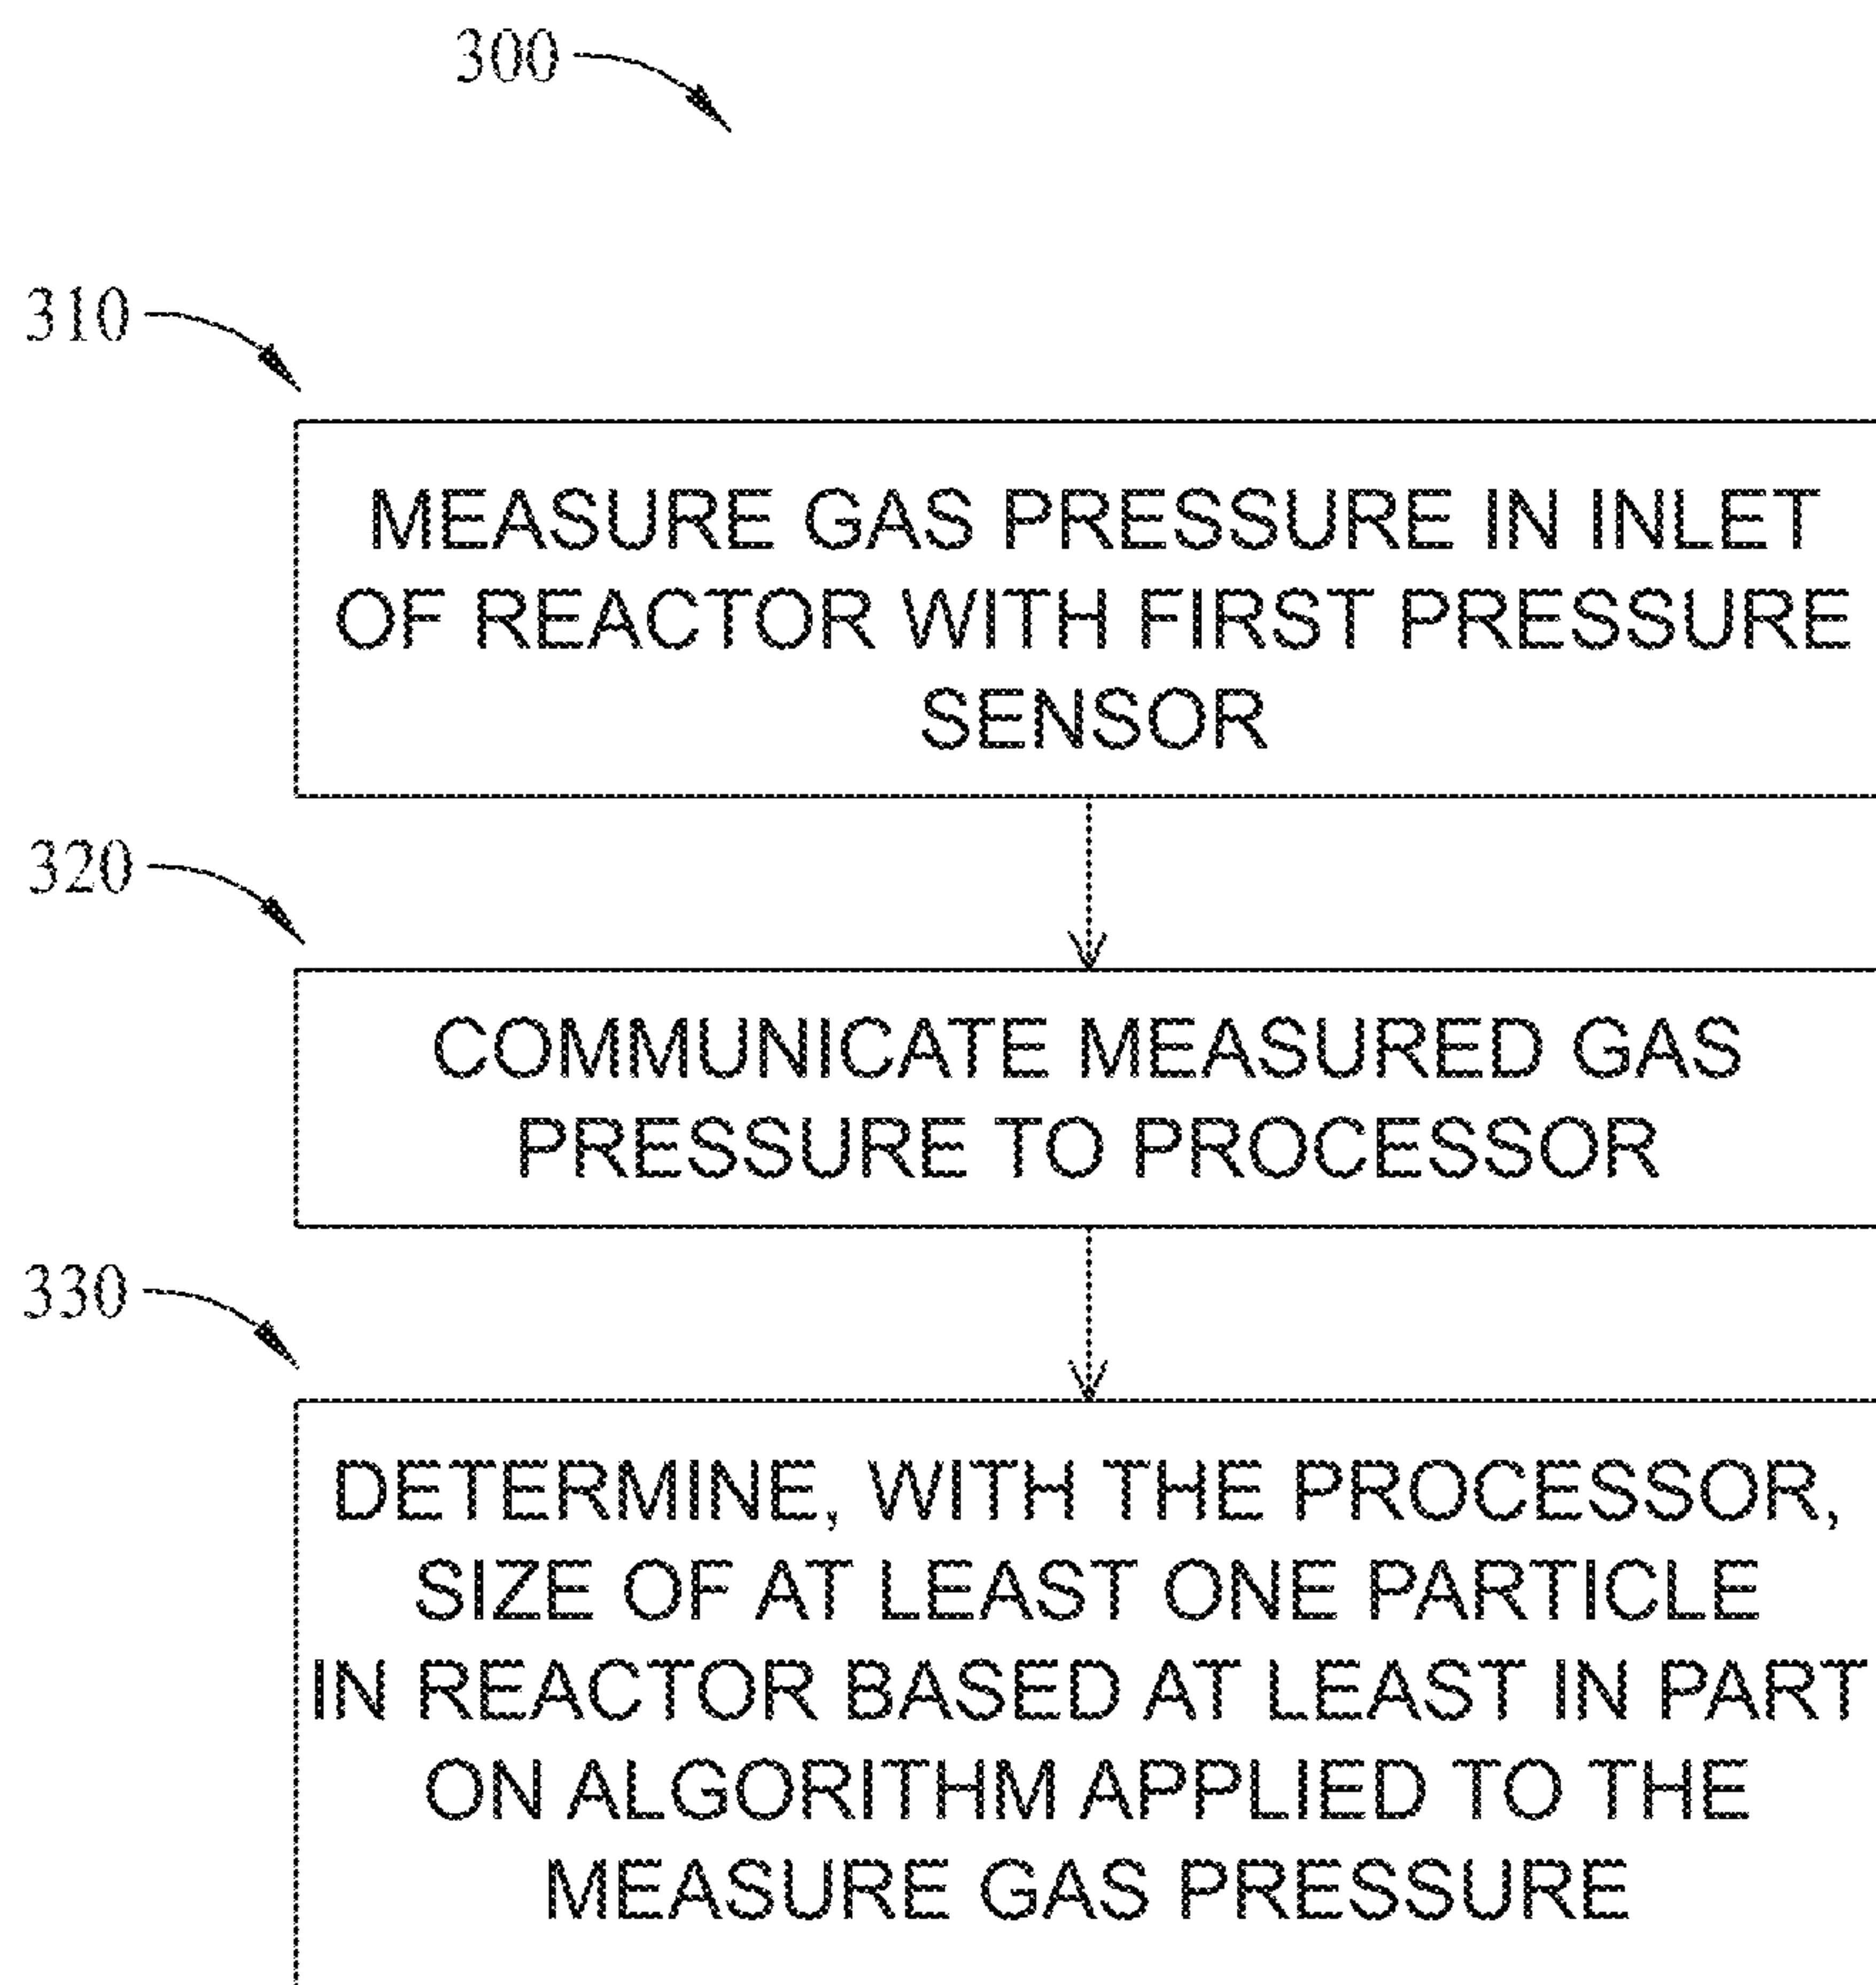 300
310
MEASURE GAS PRESSURE IN INLET
OF REACTOR WITH FIRST PRESSURE
SENSOR
320
COMMUNICATE MEASURED GAS
PRESSURE TO PROCESSOR
330
DETERMINE, WITH THE PROCESSOR,
SIZE OF AT LEAST ONE PARTICLE
IN REACTOR BASED AT LEAST IN PART
ON ALGORITHM APPLIED TO THE
MEASURE GAS PRESSURE